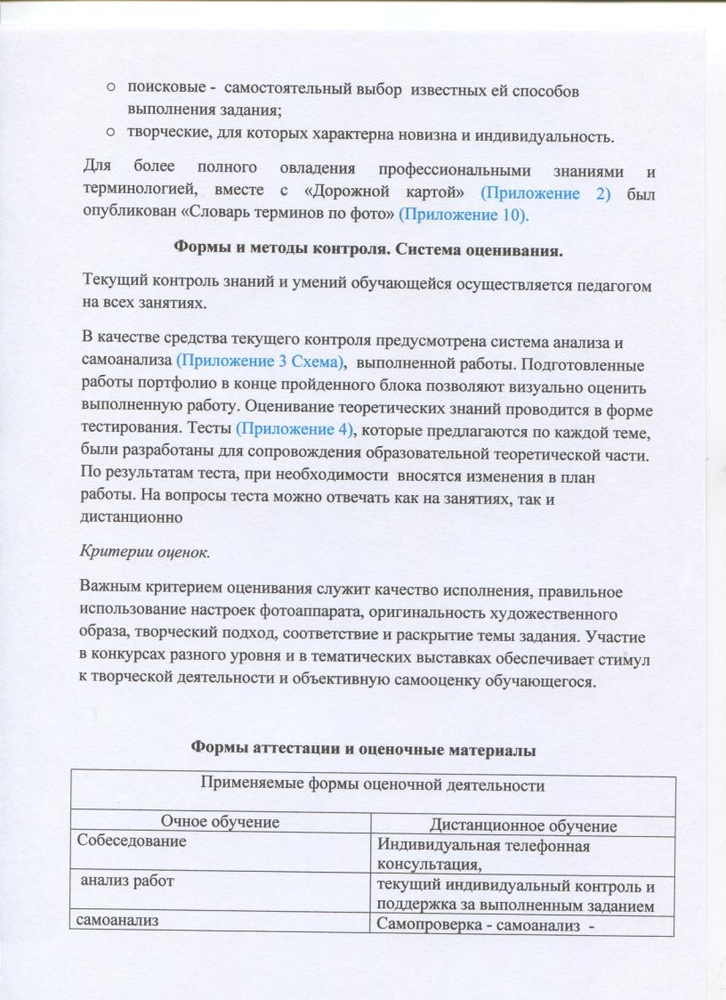 o поисковые -  самостоятельный выбор  известных ей способов
выполнения задания;
o творческие, для которых характерна новизна и индивидуальность.
Для более полного овладения профессиональными знаниями и
терминологией, вместе с «Дорожной картой» (Приложение 2) был
опубликован «Словарь терминов по фото» (Приложение 10).
Формы и методы контроля. Система оценивания.
Текущий контроль знаний и умений обучающейся осуществляется педагогом
на всех занятиях.
В качестве средства текущего контроля предусмотрена система анализа и
самоанализа (Приложение 3 Схема),  выполненной работы. Подготовленные
работы портфолио в конце пройденного блока позволяют визуально оценить
выполненную работу. Оценивание теоретических знаний проводится в форме
тестирования. Тесты (Приложение 4), которые предлагаются по каждой теме,
были разработаны для сопровождения образовательной теоретической части.
По результатам теста, при необходимости  вносятся изменения в план
работы. На вопросы теста можно отвечать как на занятиях, так и
дистанционно
Критерии оценок.
Важным критерием оценивания служит качество исполнения, правильное
использование настроек фотоаппарата, оригинальность художественного
образа, творческий подход, соответствие и раскрытие темы задания. Участие
в конкурсах разного уровня и в тематических выставках обеспечивает стимул
к творческой деятельности и объективную самооценку обучающегося.
Формы аттестации и оценочные материалы
Применяемые формы оценочной деятельности
Очное обучение
Дистанционное обучение
Собеседование
Индивидуальная телефонная
консультация,
анализ работ
текущий индивидуальный контроль и
поддержка за выполненным заданием
самоанализ
Самопроверка - самоанализ  -